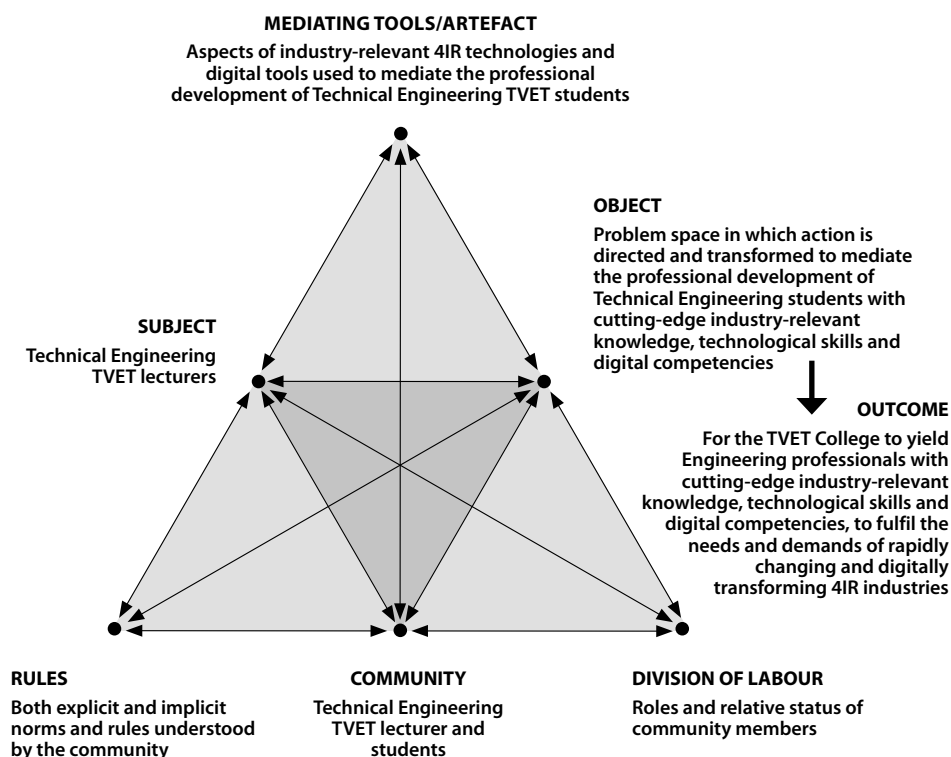 MEDIATING TOOLS/ARTEFACT
Aspects of industry-relevant 4IR technologies and
digital tools used to mediate the professional
development of Technical Engineering TVET students
OBJECT
Problem space in which action is
directed and transformed to mediate
the professional development of
Technical Engineering students with
cutting-edge industry-relevant
knowledge, technological skills and
digital competencies
SUBJECT
Technical Engineering
TVET lecturers
OUTCOME
For the TVET College to yield
Engineering professionals with
cutting-edge industry-relevant
knowledge, technological skills and
digital competencies, to fulfil the
needs and demands of rapidly
changing and digitally
transforming 4IR industries
RULES
Both explicit and implicit
norms and rules understood
by the community
COMMUNITY
Technical Engineering
TVET lecturer and
students
DIVISION OF LABOUR
Roles and relative status of
community members